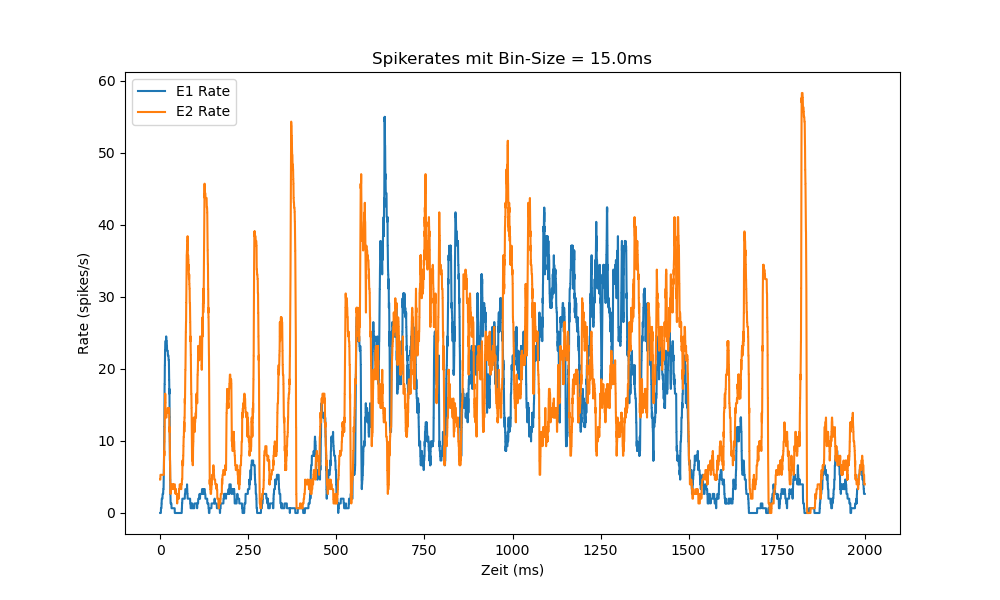 Spikerates mit Bin-Size = 15.0ms
E1 Rate
E2 Rate
60
50
40
30
20
10
0
Rate (spikes/s)
0 250 500 750 1000 1250 1500 1750 2000
Zeit (ms)